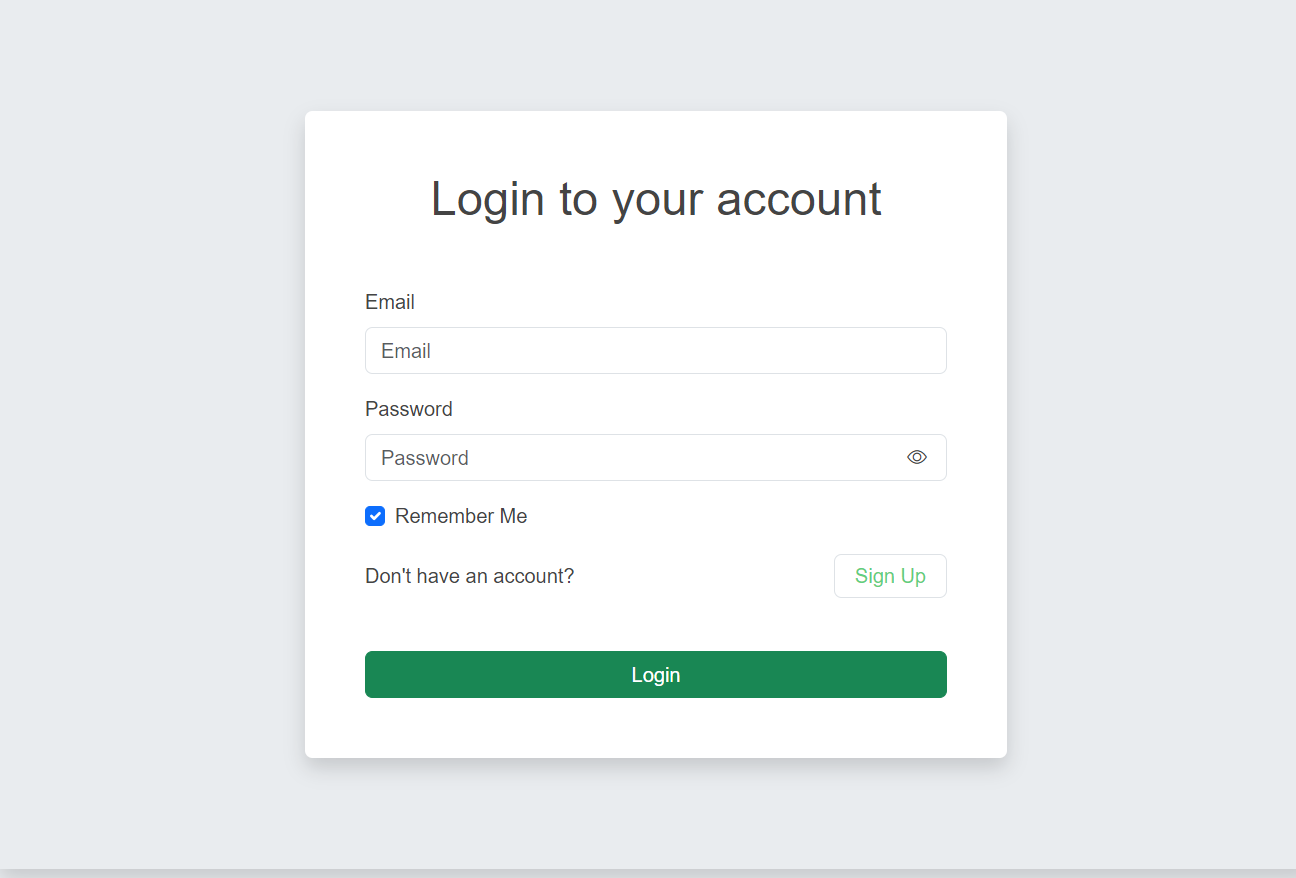 Login to your account
Email
Email
Password
Password
Remember Me
Don't have an account? Sign Up
Login